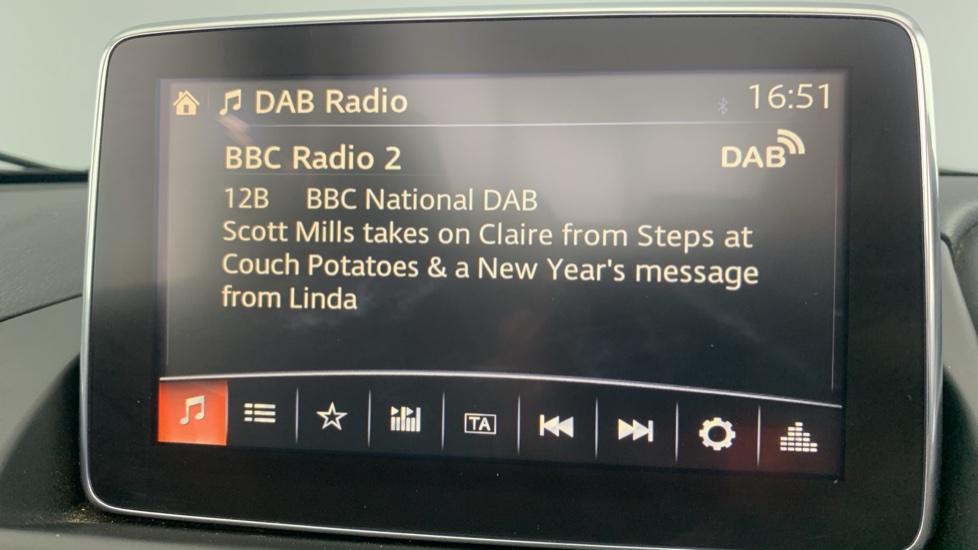 DAB Radio
16:51
BBC Radio 2
DAB
12B BBC National DAB
Scott Mills takes on Claire from Steps at
Couch Potatoes & a New Year's message
from Linda
TA